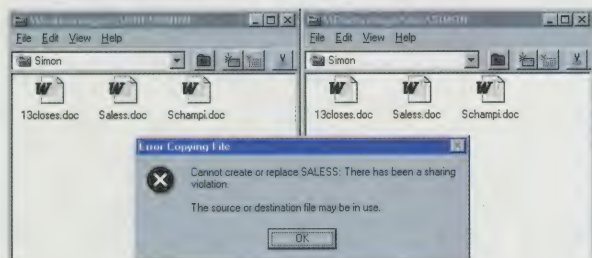 File Edit View Help
Simon
13closes.doc Saless.doc Schampi.doc
File Edit View Help
Simon
13closes.doc Saless.doc Schampi.doc
Error Copying File
Cannot create or replace SALESS: There has been a sharing
violation.
The source or destination file may be in use.
OK